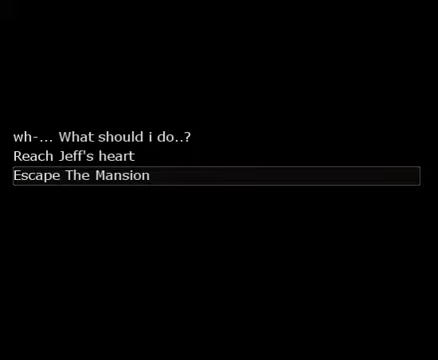 wh-... What should i do..?
Reach Jeff's heart
Escape The Mansion